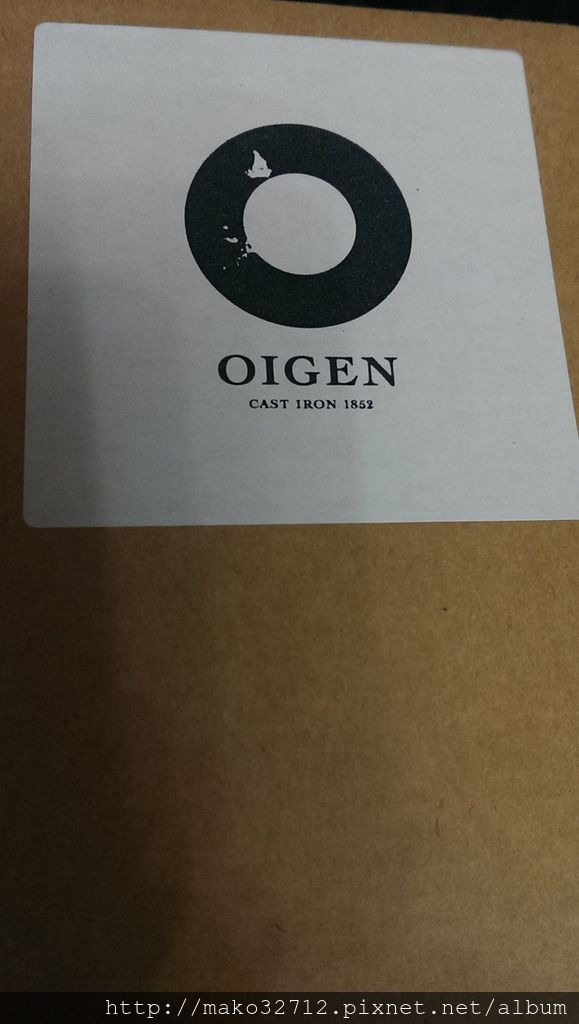 OIGEN
CAST IRON 1852
http://mako32712.pixnet.net/album